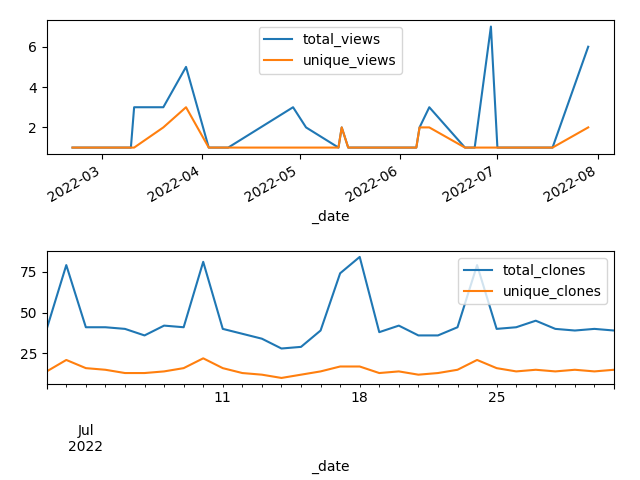 total_views
unique_views
6
4
2
2022-03
2022-04
2022-05
2022-06
2022-07
2022-08
_date
total_clones
unique_clones
75
50
25
11
18
25
Jul
2022
_date